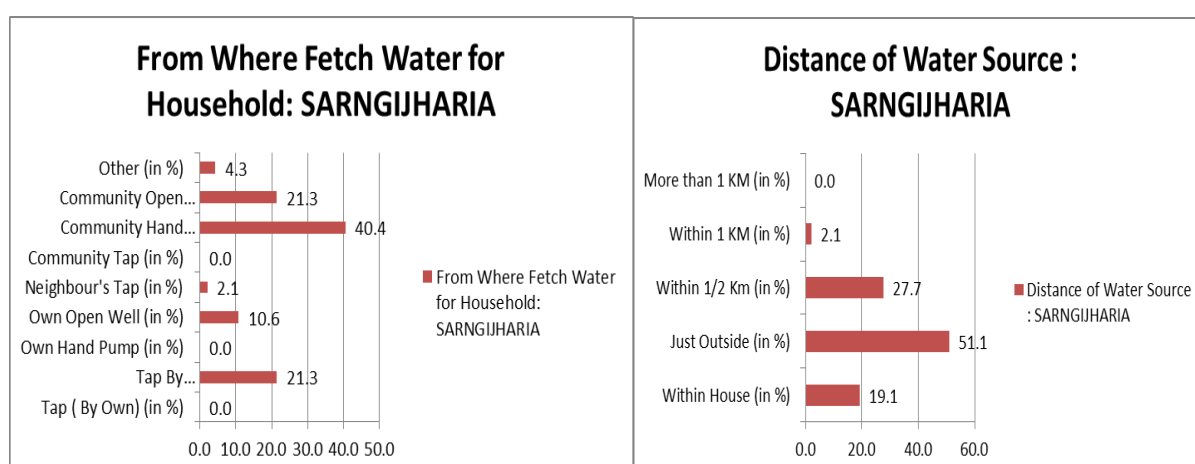 From Where Fetch Water for
Household: SARNGIJHARIA
Other (in %)
4.3
Community Open...
21.3
Community Hand...
40.4
Community Tap (in %)
0.0
Neighbour's Tap (in %)
2.1
Own Open Well (in %)
10.6
Own Hand Pump (in %)
0.0
Tap By...
21.3
Tap ( By Own) (in %)
0.0
0.0 10.0 20.0 30.0 40.0 50.0
From Where Fetch Water
for Household:
SARNGIJHARIA
Distance of Water Source :
SARNGIJHARIA
More than 1 KM (in %)
0.0
Within 1 KM (in %)
2.1
Within 1/2 Km (in %)
27.7
Just Outside (in %)
51.1
Within House (in %)
19.1
0.0 20.0 40.0 60.0
Distance of Water Source
: SARNGIJHARIA